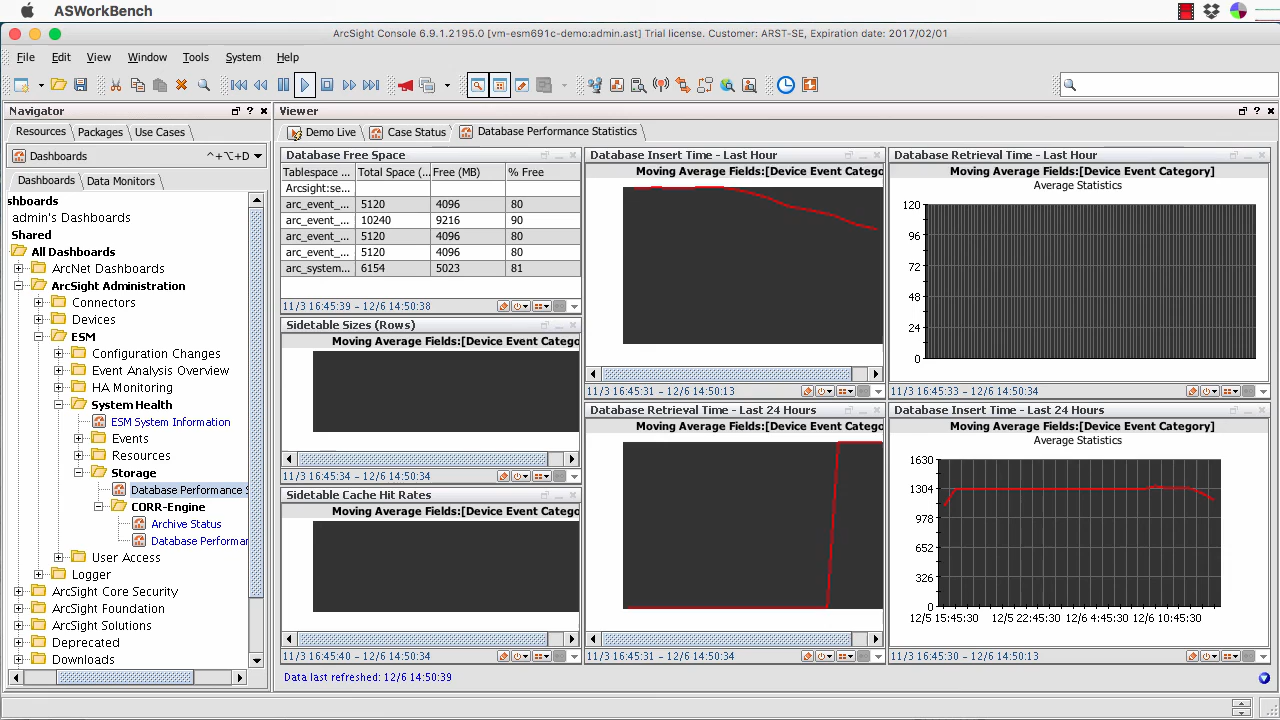 ASWorkBench
ArcSight Console 6.9.1.2195.0 [vm-esm691c-demo:admin.ast] Trial license. Customer: ARST-SE, Expiration date: 2017/02/01
File Edit View Window Tools System Help
Navigator
Resources Packages Use Cases
Dashboards ^+⌥+D
Dashboards Data Monitors
shboards
admin's Dashboards
Shared
All Dashboards
ArcNet Dashboards
ArcSight Administration
Connectors
Devices
ESM
Configuration Changes
Event Analysis Overview
HA Monitoring
System Health
ESM System Information
Events
Resources
Storage
Database Performance S
CORR-Engine
Archive Status
Database Performan
User Access
Logger
ArcSight Core Security
ArcSight Foundation
ArcSight Solutions
Deprecated
Downloads
Viewer
Demo Live Case Status Database Performance Statistics
Database Free Space
Tablespace ... Total Space (... Free (MB) % Free
Arcsight:se...
arc_event_... 5120 4096 80
arc_event_... 10240 9216 90
arc_event_... 5120 4096 80
arc_event_... 5120 4096 80
arc_system... 6154 5023 81
11/3 16:45:39 - 12/6 14:50:38
Sidetable Sizes (Rows)
Moving Average Fields:[Device Event Catego
11/3 16:45:34 - 12/6 14:50:34
Sidetable Cache Hit Rates
Moving Average Fields:[Device Event Catego
11/3 16:45:40 - 12/6 14:50:34
Database Insert Time - Last Hour
Moving Average Fields:[Device Event Catego
11/3 16:45:31 - 12/6 14:50:13
Database Retrieval Time - Last 24 Hours
Moving Average Fields:[Device Event Catego
11/3 16:45:31 - 12/6 14:50:34
Database Retrieval Time - Last Hour
Moving Average Fields:[Device Event Category]
Average Statistics
120
96
72
48
24
0
11/3 16:45:33 - 12/6 14:50:34
Database Insert Time - Last 24 Hours
Moving Average Fields:[Device Event Category]
Average Statistics
1630
1304
978
652
326
0
12/5 15:45:30 12/5 22:45:30 12/6 4:45:30 12/6 10:45:30
11/3 16:45:30 - 12/6 14:50:13
Data last refreshed: 12/6 14:50:39